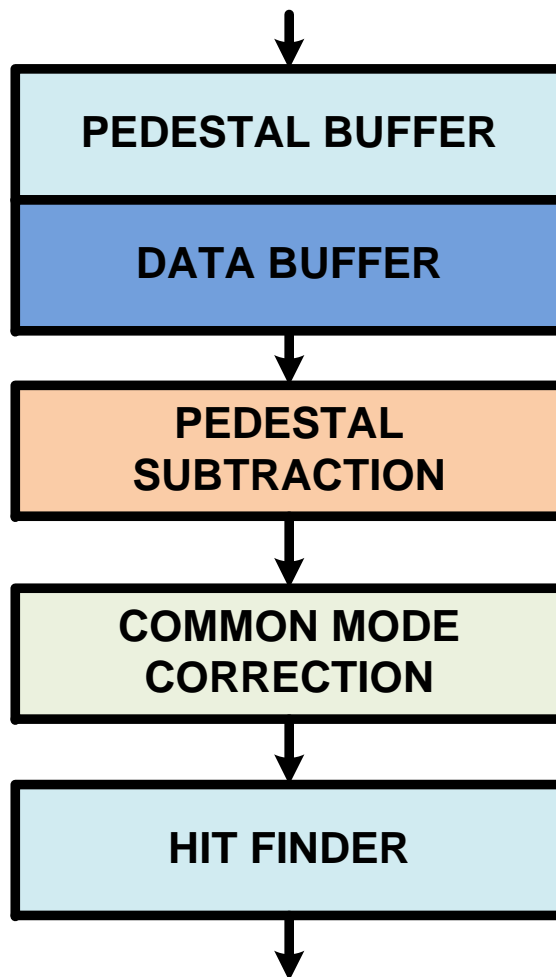 PEDESTAL BUFFER
DATA BUFFER
PEDESTAL
SUBTRACTION
COMMON MODE
CORRECTION
HIT FINDER